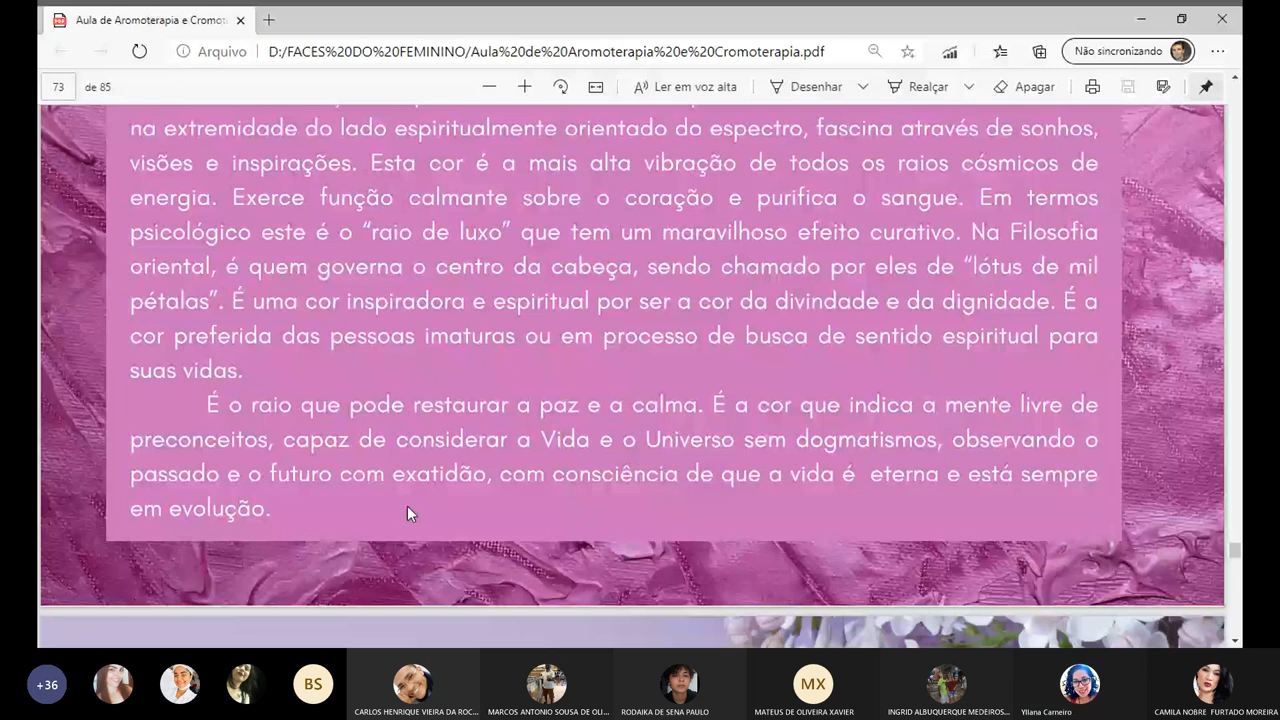 Aula de Aromoterapia e Cromot
Arquivo D:/FACES%20DO%20FEMININO/Aula%20de%20Aromoterapia%20e%20Cromoterapia.pdf Não sincronizando
73 de 85 Ler em voz alta Desenhar Realçar Apagar
na extremidade do lado espiritualmente orientado do espectro, fascina através de sonhos,
visões e inspirações. Esta cor é a mais alta vibração de todos os raios cósmicos de
energia. Exerce função calmante sobre o coração e purifica o sangue. Em termos
psicológico este é o “raio de luxo” que tem um maravilhoso efeito curativo. Na Filosofia
oriental, é quem governa o centro da cabeça, sendo chamado por eles de “lótus de mil
pétalas”. É uma cor inspiradora e espiritual por ser a cor da divindade e da dignidade. É a
cor preferida das pessoas imaturas ou em processo de busca de sentido espiritual para
suas vidas.
É o raio que pode restaurar a paz e a calma. É a cor que indica a mente livre de
preconceitos, capaz de considerar a Vida e o Universo sem dogmatismos, observando o
passado e o futuro com exatidão, com consciência de que a vida é eterna e está sempre
em evolução.
+36 BS MX
CARLOS HENRIQUE VIEIRA DA ROC... MARCOS ANTONIO SOUSA DE OLI... RODAIKA DE SENA PAULO MATEUS DE OLIVEIRA XAVIER INGRID ALBUQUERQUE MEDEIROS... Yllana Carneiro CAMILA NOBRE FURTADO MOREIRA